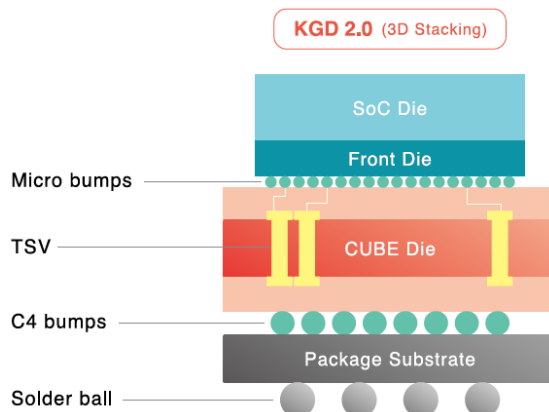 KGD 2.0 (3D Stacking)
SoC Die
Front Die
Micro bumps
TSV
CUBE Die
C4 bumps
Package Substrate
Solder ball